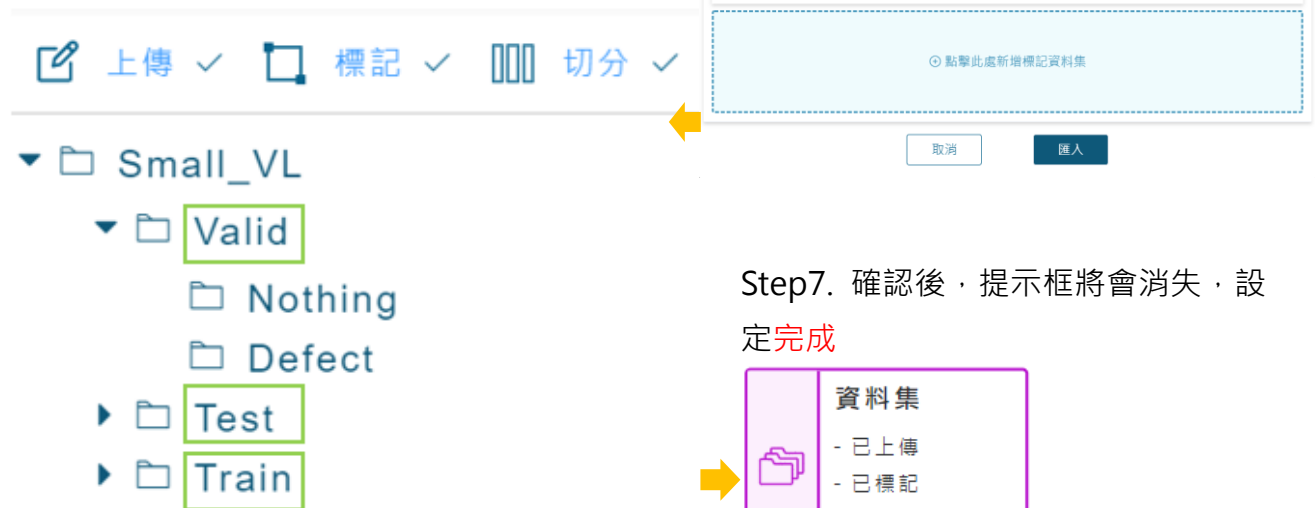 上傳 標記 切分
Small_VL
Valid
Nothing
Defect
Test
Train
點擊此處新增標記資料集
取消 匯入
Step7. 確認後，提示框將會消失，設
定完成
資料集
- 已上傳
- 已標記